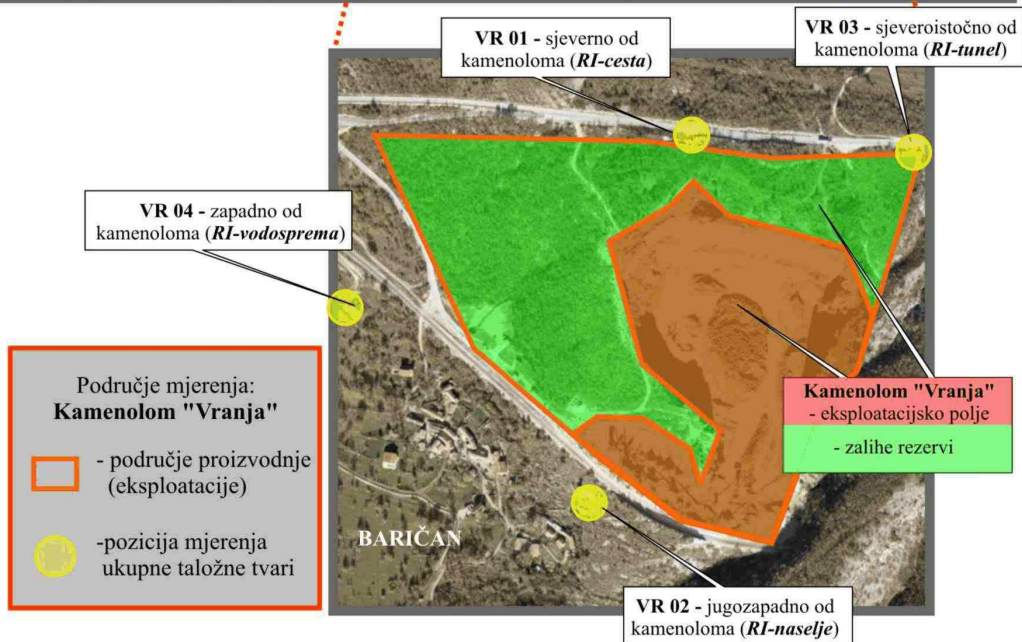 VR 01 - sjeverno od
kamenoloma (RI-cesta)
VR 03 - sjeveroistočno od
kamenoloma (RI-tunel)
VR 04 - zapadno od
kamenoloma (RI-vodosprema)
Područje mjerenja:
Kamenolom "Vranja"
- područje proizvodnje
(eksploatacije)
-pozicija mjerenja
ukupne taložne tvari
Kamenolom "Vranja"
- eksploatacijsko polje
- zalihe rezervi
BARIČAN
VR 02 - jugozapadno od
kamenoloma (RI-naselje)